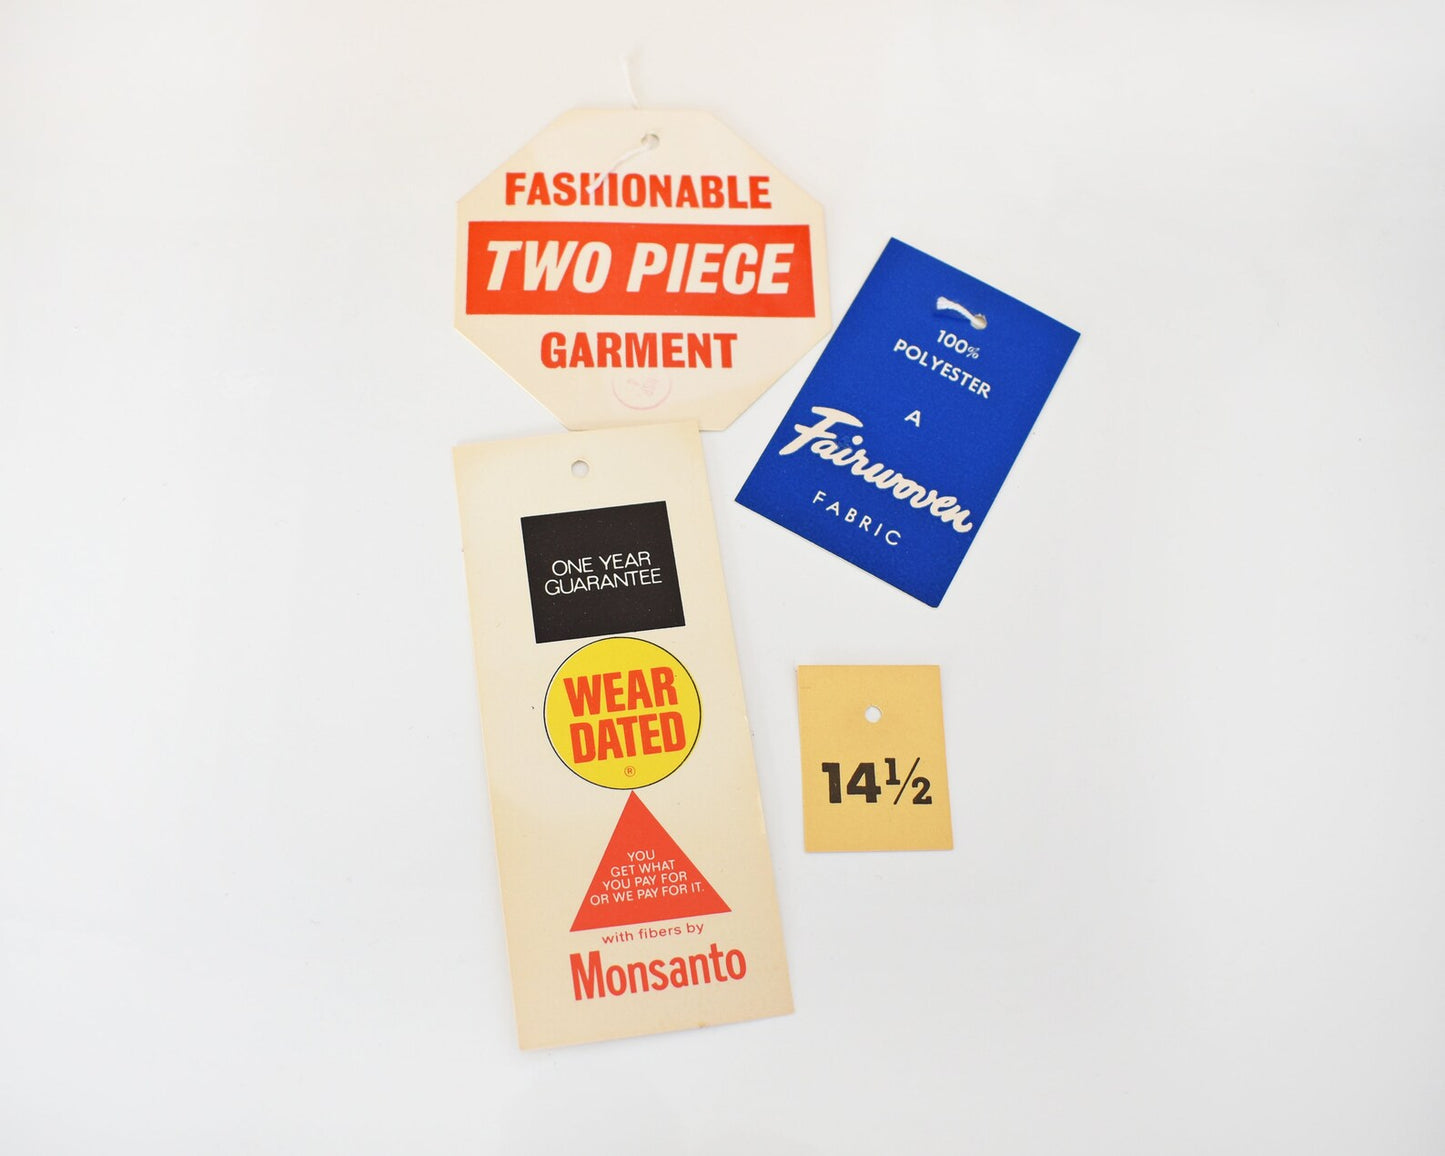 FASHIONABLE
TWO PIECE
GARMENT
100%
POLYESTER
A
Fairwoven
FABRIC
ONE YEAR
GUARANTEE
WEAR
DATED
®
YOU
GET WHAT
YOU PAY FOR
OR WE PAY FOR IT.
with fibers by
Monsanto
14½